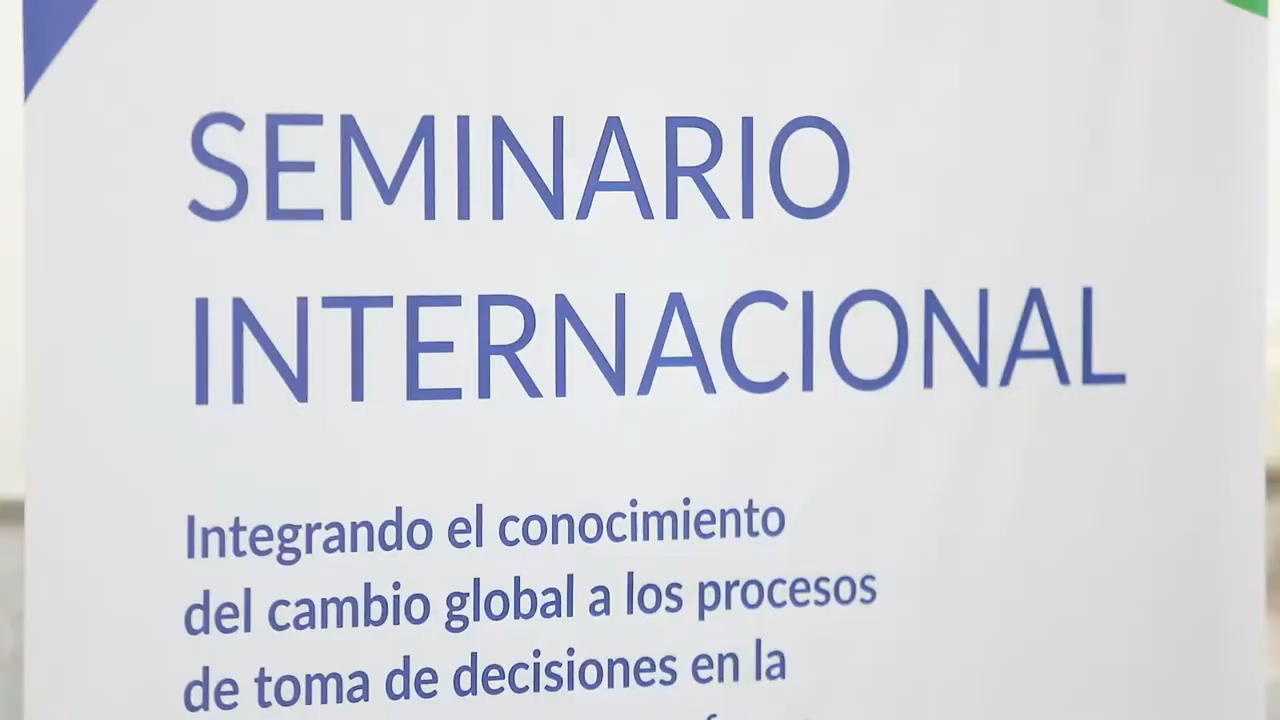 SEMINARIO
INTERNACIONAL
Integrando el conocimiento
del cambio global a los procesos
de toma de decisiones en la